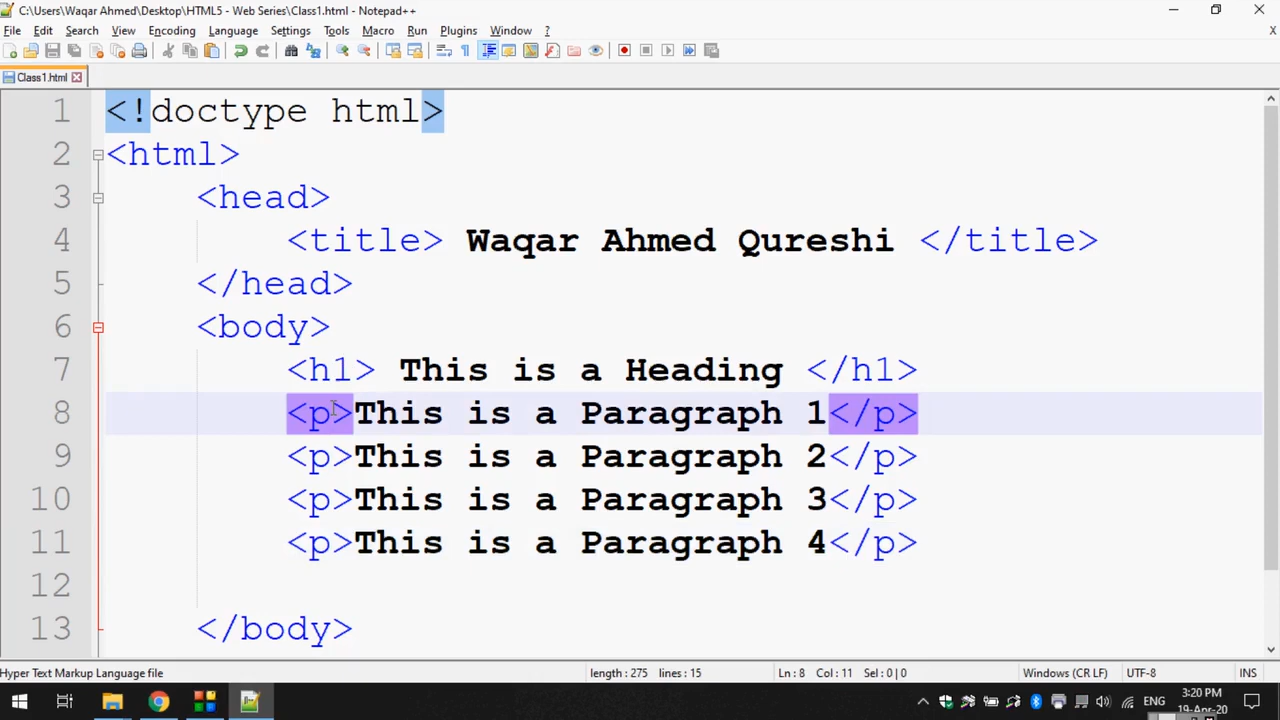 C:\Users\Waqar Ahmed\Desktop\HTML5 - Web Series\Class1.html - Notepad++
File Edit Search View Encoding Language Settings Tools Macro Run Plugins Window ? X
Class1.html
1 <!doctype html>
2 <html>
3 <head>
4 <title> Waqar Ahmed Qureshi </title>
5 </head>
6 <body>
7 <h1> This is a Heading </h1>
8 <p>This is a Paragraph 1</p>
9 <p>This is a Paragraph 2</p>
10 <p>This is a Paragraph 3</p>
11 <p>This is a Paragraph 4</p>
12
13 </body>
Hyper Text Markup Language file length : 275 lines : 15 Ln : 8 Col : 11 Sel : 0 | 0 Windows (CR LF) UTF-8 INS
ENG 3:20 PM
19-Apr-20